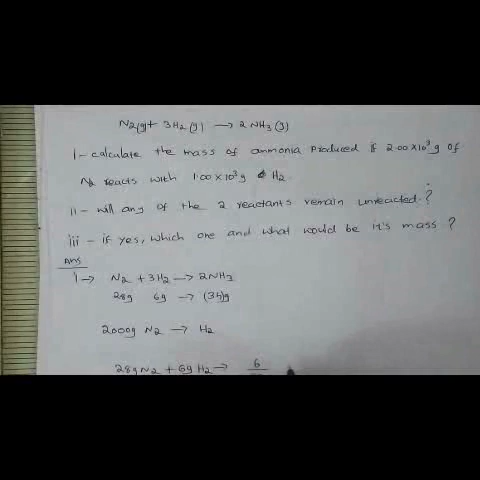 N2(g)+ 3H2(g) → 2NH3(g)
i - calculate the mass of ammonia produced if 2.00×10³g of
N2 reacts with 1.00×10³g H2.
ii - will any of the 2 reactants remain unreacted?
iii - if yes, which one and what would be it's mass?
Ans
i → N2 + 3H2 → 2NH3
28g 6g → (34)g
2000g N2 → H2
28g N2 + 6g H2 → 6